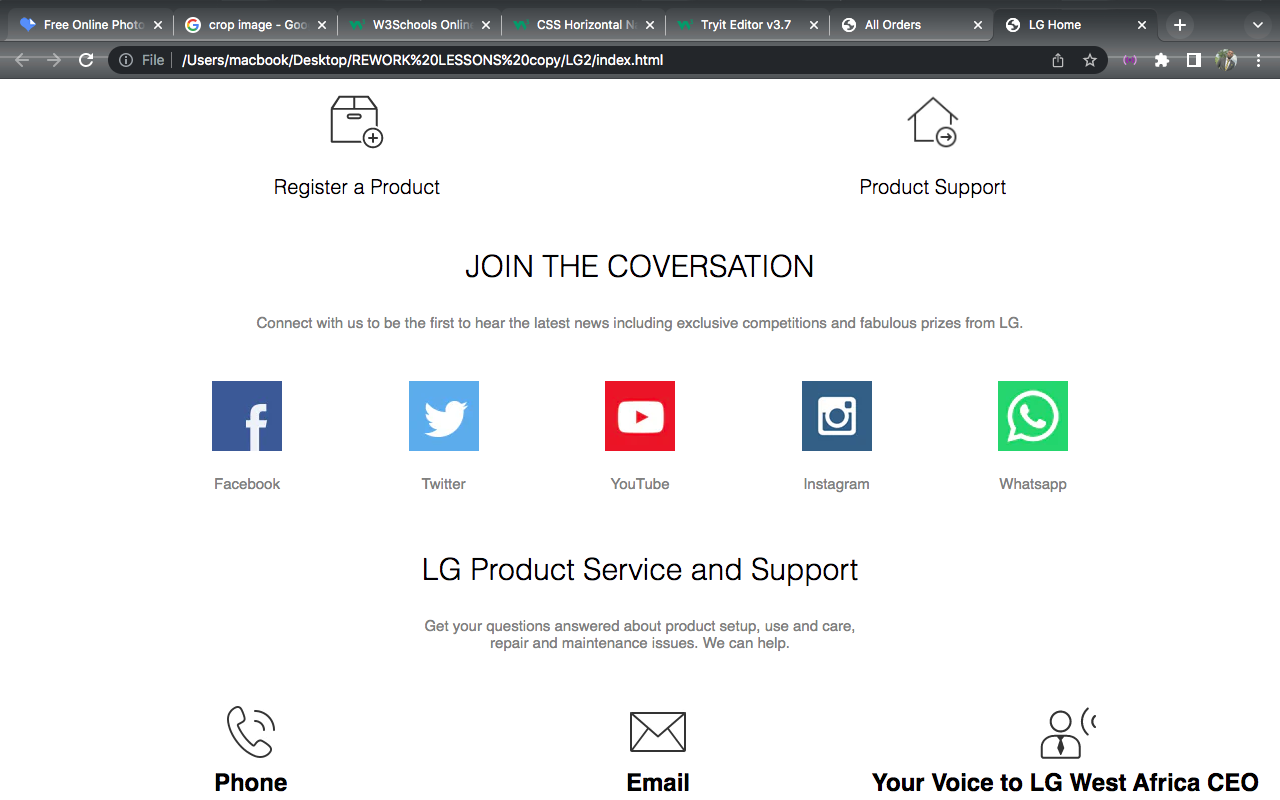 Free Online Photo
crop image - Goo
W3Schools Online
CSS Horizontal Na
Tryit Editor v3.7
All Orders
LG Home
File
/Users/macbook/Desktop/REWORK%20LESSONS%20copy/LG2/index.html
Register a Product
Product Support
JOIN THE COVERSATION
Connect with us to be the first to hear the latest news including exclusive competitions and fabulous prizes from LG.
Facebook
Twitter
YouTube
Instagram
Whatsapp
LG Product Service and Support
Get your questions answered about product setup, use and care,
repair and maintenance issues. We can help.
Phone
Email
Your Voice to LG West Africa CEO